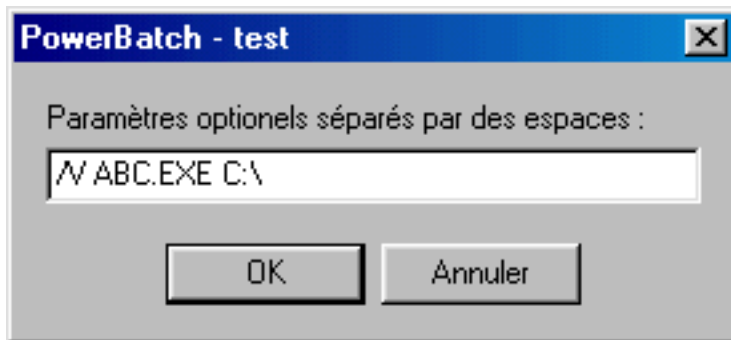 PowerBatch - test
Paramètres optionels séparés par des espaces :
/V ABC.EXE C:\
OK
Annuler